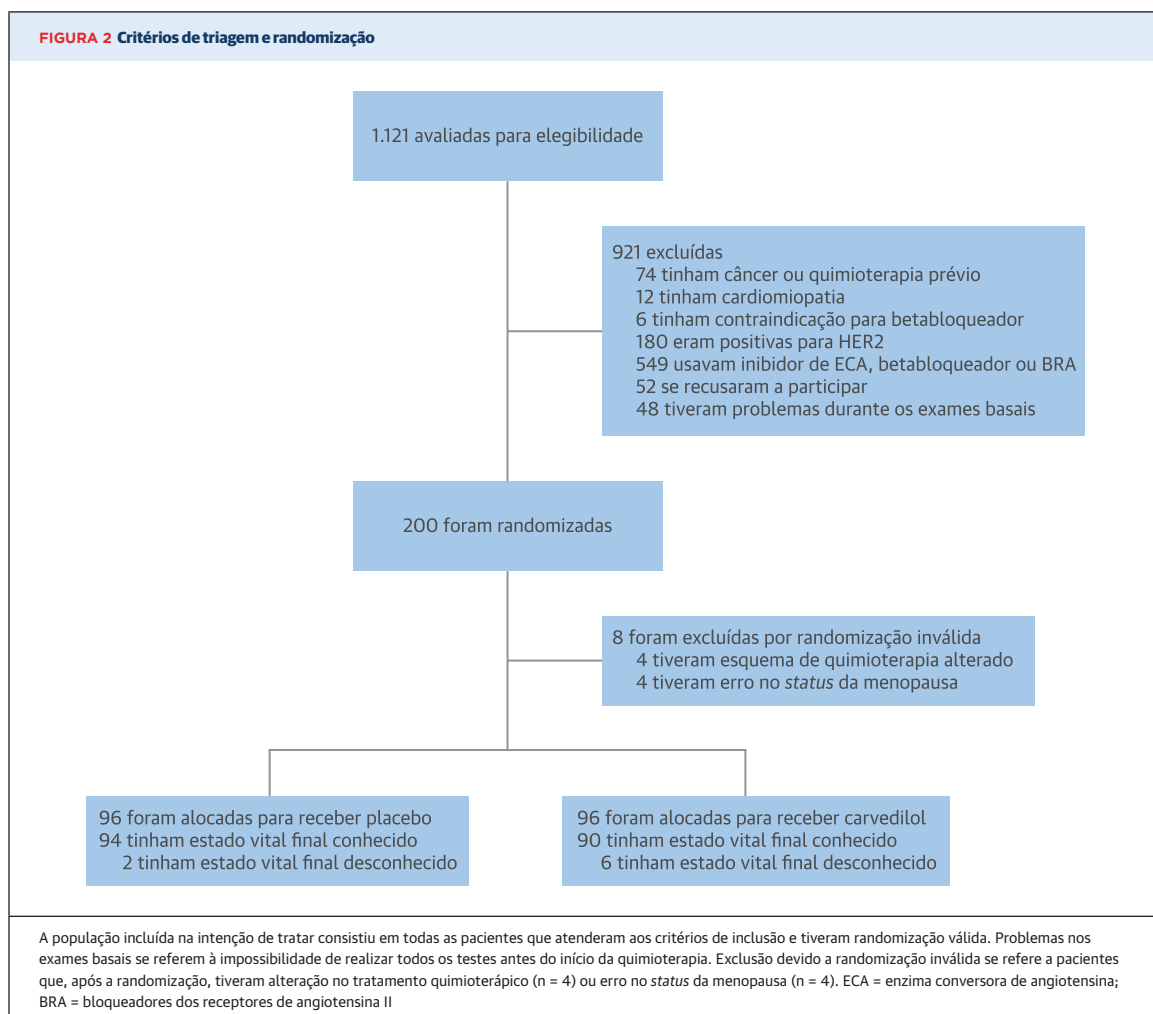 FIGURA 2 Critérios de triagem e randomização
1.121 avaliadas para elegibilidade
921 excluídas
74 tinham câncer ou quimioterapia prévio
12 tinham cardiomiopatia
6 tinham contraindicação para betabloqueador
180 eram positivas para HER2
549 usavam inibidor de ECA, betabloqueador ou BRA
52 se recusaram a participar
48 tiveram problemas durante os exames basais
200 foram randomizadas
8 foram excluídas por randomização inválida
4 tiveram esquema de quimioterapia alterado
4 tiveram erro no status da menopausa
96 foram alocadas para receber placebo
94 tinham estado vital final conhecido
2 tinham estado vital final desconhecido
96 foram alocadas para receber carvedilol
90 tinham estado vital final conhecido
6 tinham estado vital final desconhecido
A população incluída na intenção de tratar consistiu em todas as pacientes que atenderam aos critérios de inclusão e tiveram randomização válida. Problemas nos
exames basais se referem à impossibilidade de realizar todos os testes antes do início da quimioterapia. Exclusão devido a randomização inválida se refere a pacientes
que, após a randomização, tiveram alteração no tratamento quimioterápico (n = 4) ou erro no status da menopausa (n = 4). ECA = enzima conversora de angiotensina;
BRA = bloqueadores dos receptores de angiotensina II